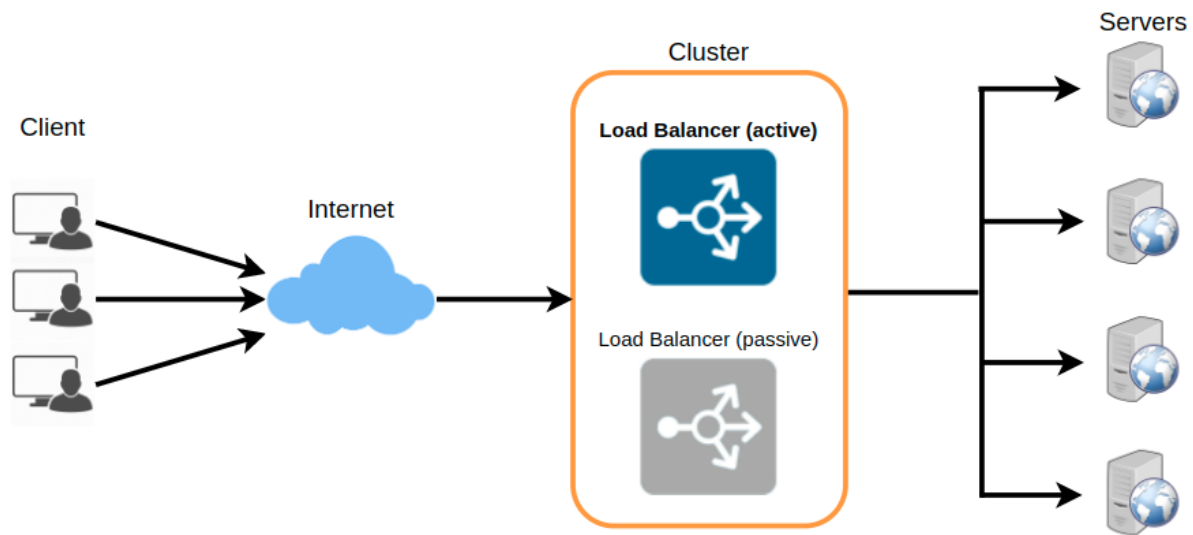 Client
Internet
Cluster
Load Balancer (active)
Load Balancer (passive)
Servers